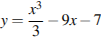 y = x³/3 − 9x − 7